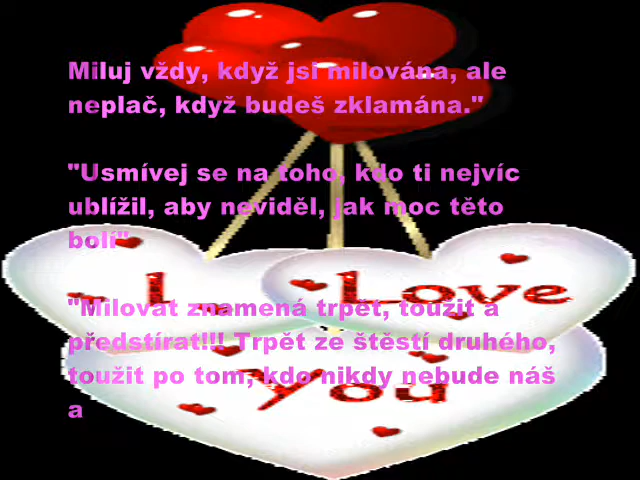 Miluj vždy, když jsi milována, ale
neplač, když budeš zklamána."
"Usmívej se na toho, kdo ti nejvíc
ublížil, aby neviděl, jak moc těto
bolí"
"Milovat znamená trpět, toužit a
předstírat!!! Trpět ze štěstí druhého,
toužit po tom, kdo nikdy nebude náš
a
I Love
You